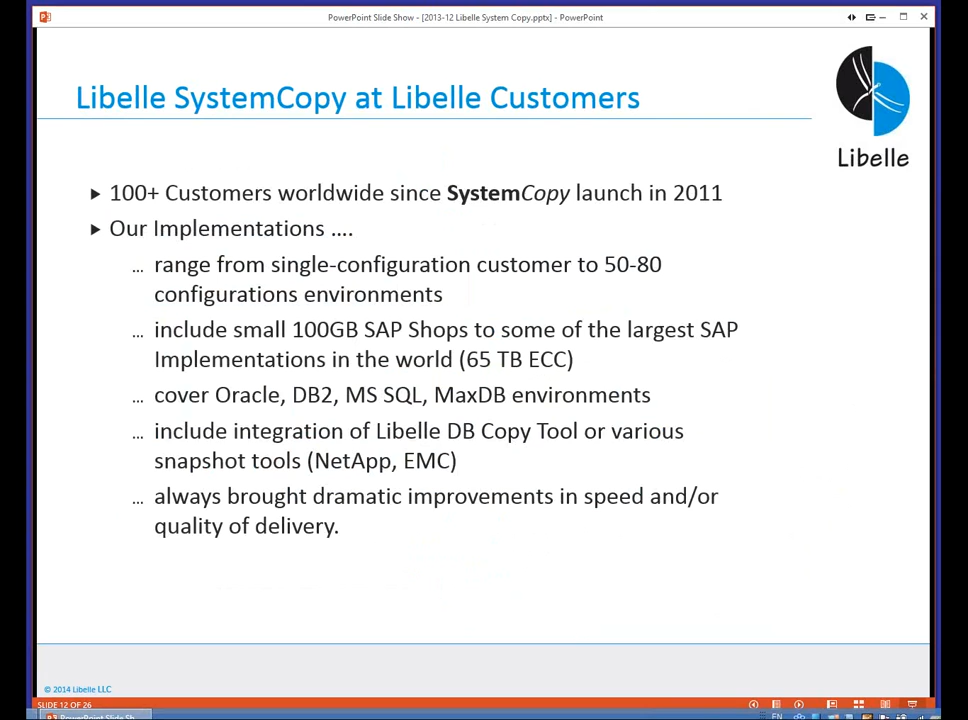 PowerPoint Slide Show - [2013-12 Libelle System Copy.pptx] - PowerPoint
Libelle SystemCopy at Libelle Customers
Libelle
100+ Customers worldwide since SystemCopy launch in 2011
Our Implementations ....
... range from single-configuration customer to 50-80
configurations environments
... include small 100GB SAP Shops to some of the largest SAP
Implementations in the world (65 TB ECC)
... cover Oracle, DB2, MS SQL, MaxDB environments
... include integration of Libelle DB Copy Tool or various
snapshot tools (NetApp, EMC)
... always brought dramatic improvements in speed and/or
quality of delivery.
© 2014 Libelle LLC
SLIDE 12 OF 26
PowerPoint Slide Sh...
EN